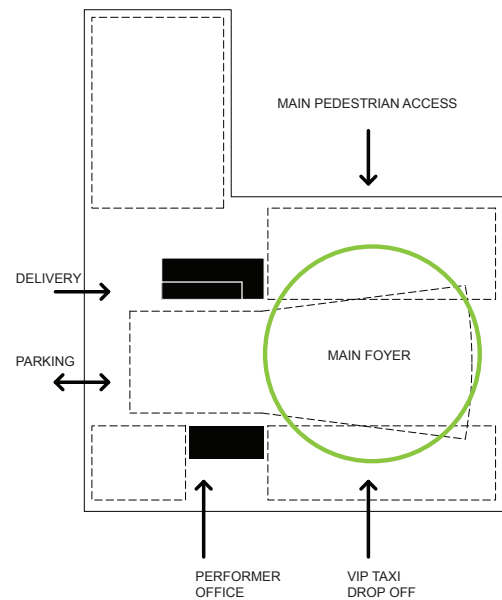 MAIN PEDESTRIAN ACCESS
DELIVERY
MAIN FOYER
PARKING
PERFORMER
OFFICE
VIP TAXI
DROP OFF